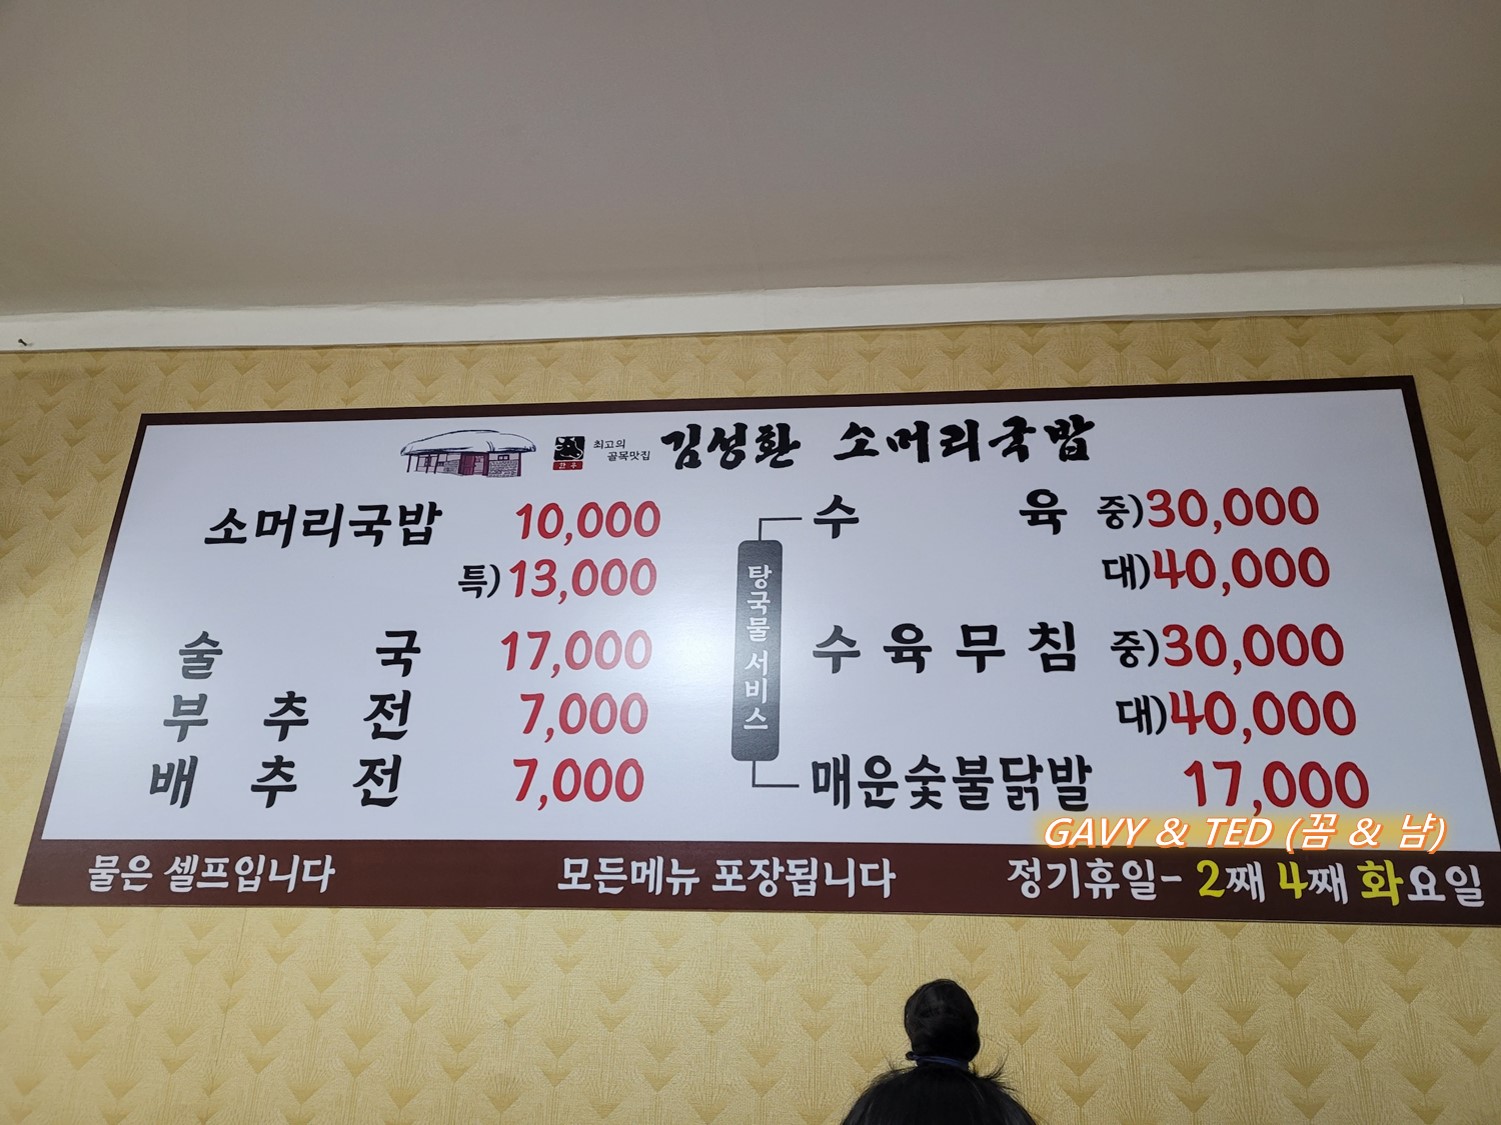 최고의
골목맛집
김성환 소머리국밥
소머리국밥 10,000
특)13,000
술국 17,000
부추전 7,000
배추전 7,000
탕국물 서비스
수육 중)30,000
대)40,000
수육무침 중)30,000
대)40,000
매운숯불닭발 17,000
GAVY & TED (꼼 & 냠)
물은 셀프입니다
모든메뉴 포장됩니다
정기휴일- 2째 4째 화요일